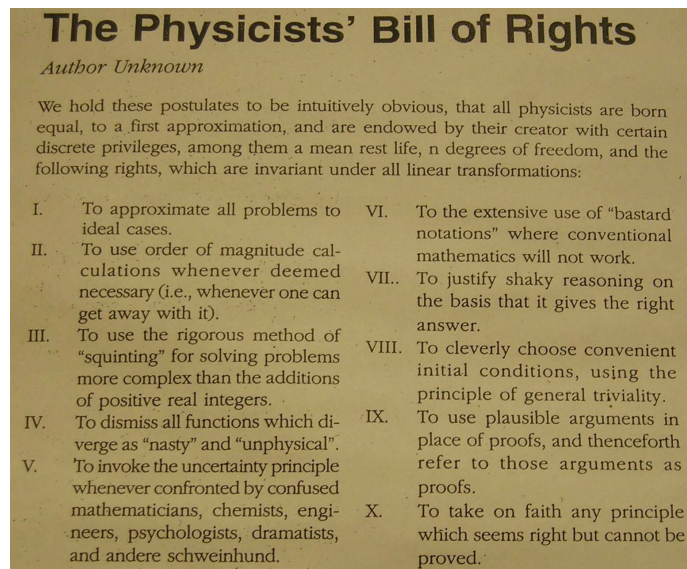 The Physicists' Bill of Rights
Author Unknown
We hold these postulates to be intuitively obvious, that all physicists are born
equal, to a first approximation, and are endowed by their creator with certain
discrete privileges, among them a mean rest life, n degrees of freedom, and the
following rights, which are invariant under all linear transformations:
I. To approximate all problems to
ideal cases.
II. To use order of magnitude cal-
culations whenever deemed
necessary (i.e., whenever one can
get away with it).
III. To use the rigorous method of
"squinting" for solving problems
more complex than the additions
of positive real integers.
IV. To dismiss all functions which di-
verge as "nasty" and "unphysical".
V. To invoke the uncertainty principle
whenever confronted by confused
mathematicians, chemists, engi-
neers, psychologists, dramatists,
and andere schweinhund.
VI. To the extensive use of "bastard
notations" where conventional
mathematics will not work.
VII.. To justify shaky reasoning on
the basis that it gives the right
answer.
VIII. To cleverly choose convenient
initial conditions, using the
principle of general triviality.
IX. To use plausible arguments in
place of proofs, and thenceforth
refer to those arguments as
proofs.
X. To take on faith any principle
which seems right but cannot be
proved.